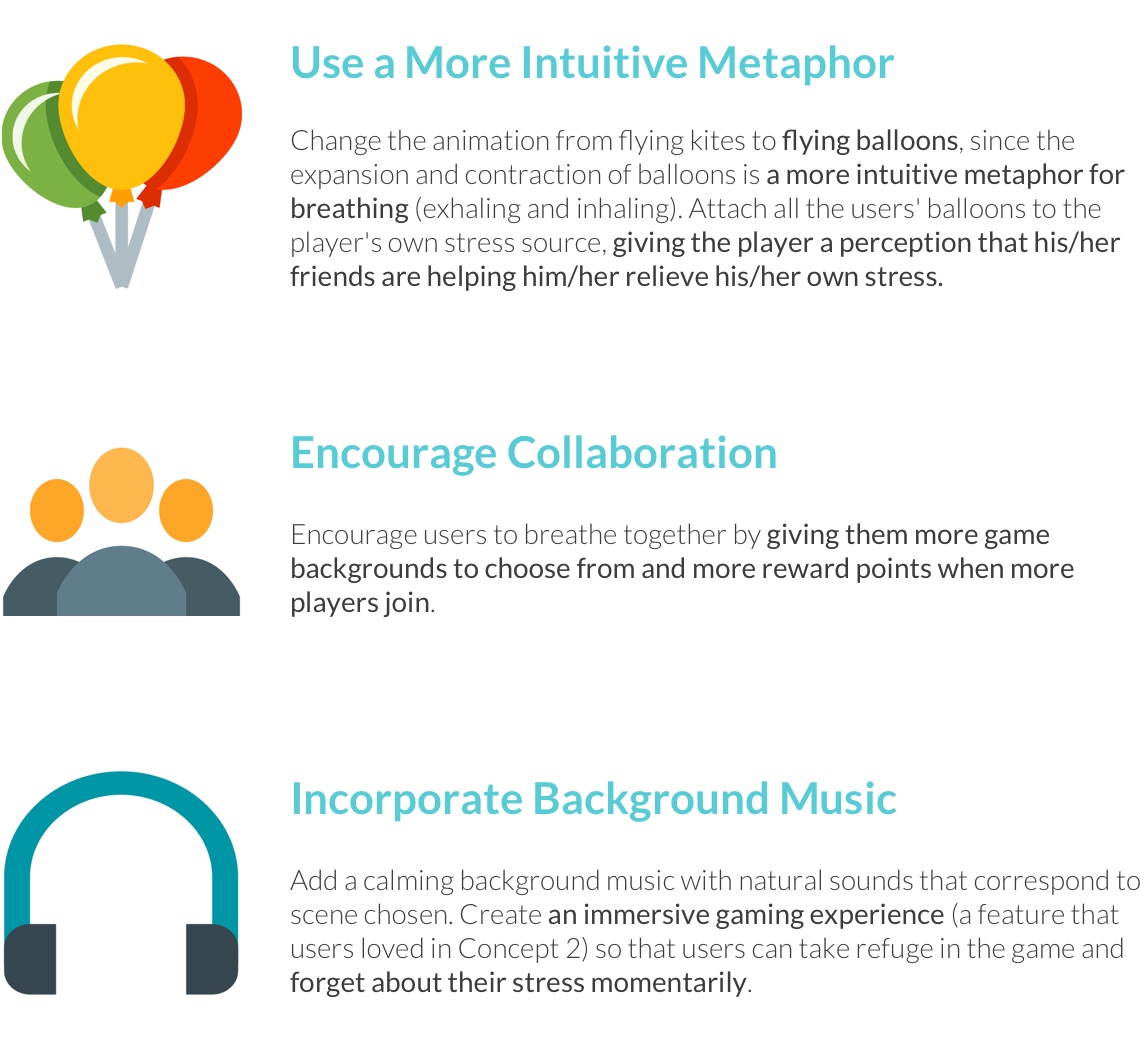 Use a More Intuitive Metaphor
Change the animation from flying kites to flying balloons, since the
expansion and contraction of balloons is a more intuitive metaphor for
breathing (exhaling and inhaling). Attach all the users' balloons to the
player's own stress source, giving the player a perception that his/her
friends are helping him/her relieve his/her own stress.
Encourage Collaboration
Encourage users to breathe together by giving them more game
backgrounds to choose from and more reward points when more
players join.
Incorporate Background Music
Add a calming background music with natural sounds that correspond to
scene chosen. Create an immersive gaming experience (a feature that
users loved in Concept 2) so that users can take refuge in the game and
forget about their stress momentarily.